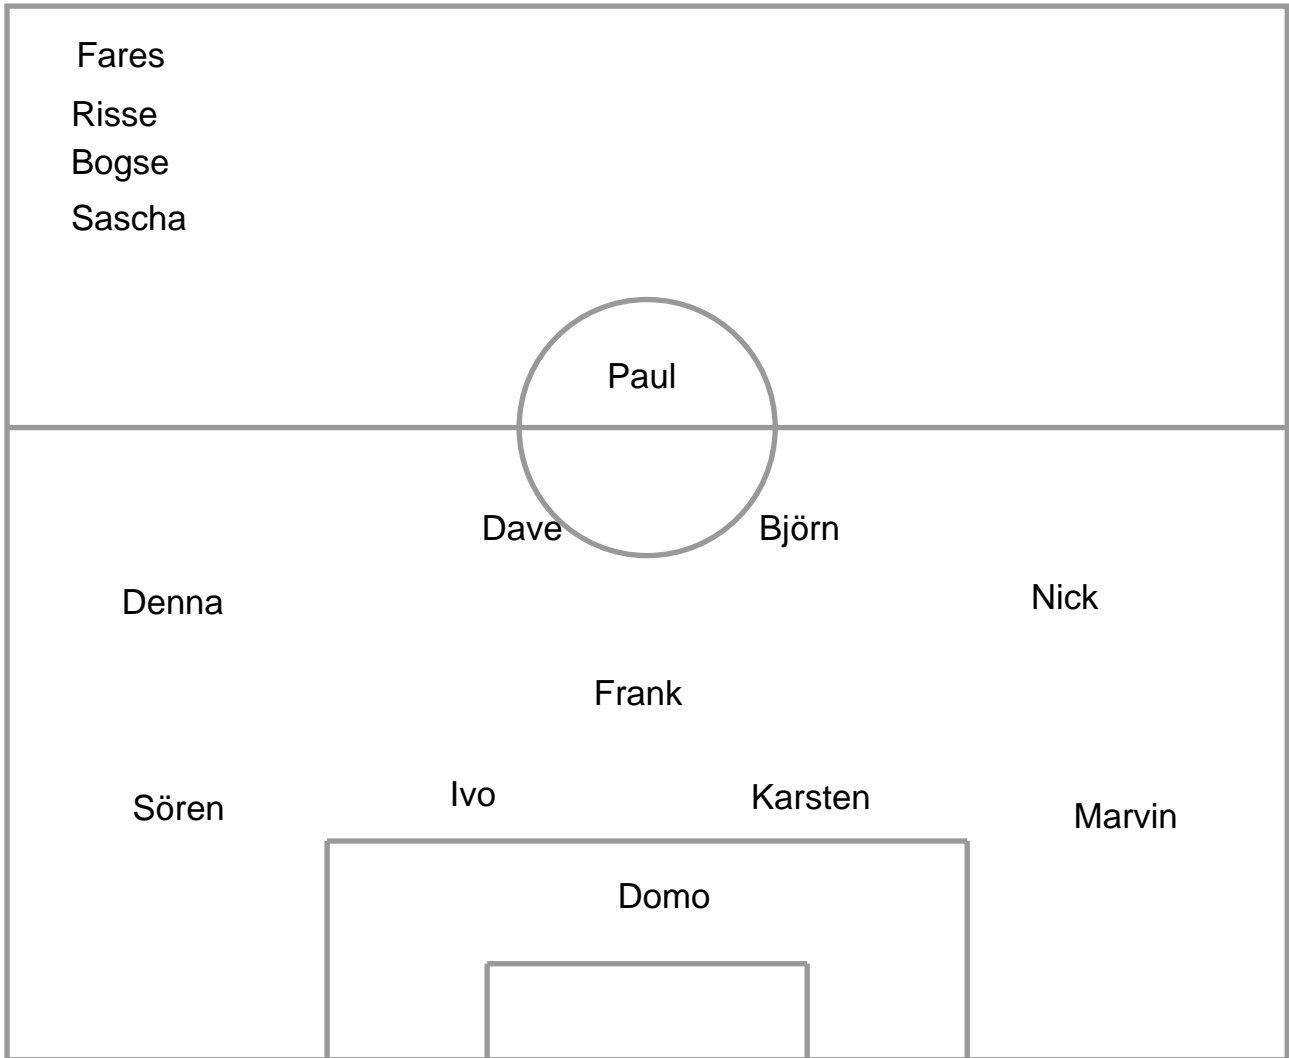 Fares
Risse
Bogse
Sascha
Paul
Dave Björn
Denna Nick
Frank
Sören Ivo Karsten Marvin
Domo